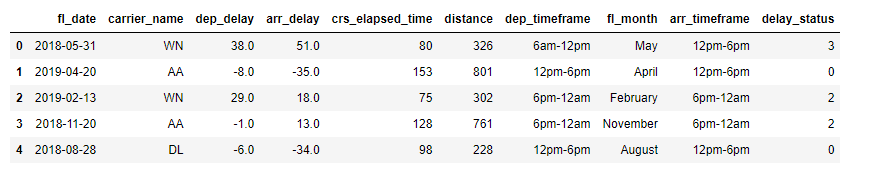 fl_date carrier_name dep_delay arr_delay crs_elapsed_time distance dep_timeframe fl_month arr_timeframe delay_status
0 2018-05-31 WN 38.0 51.0 80 326 6am-12pm May 12pm-6pm 3
1 2019-04-20 AA -8.0 -35.0 153 801 12pm-6pm April 12pm-6pm 0
2 2019-02-13 WN 29.0 18.0 75 302 6pm-12am February 6pm-12am 2
3 2018-11-20 AA -1.0 13.0 128 761 6pm-12am November 6pm-12am 2
4 2018-08-28 DL -6.0 -34.0 98 228 12pm-6pm August 12pm-6pm 0